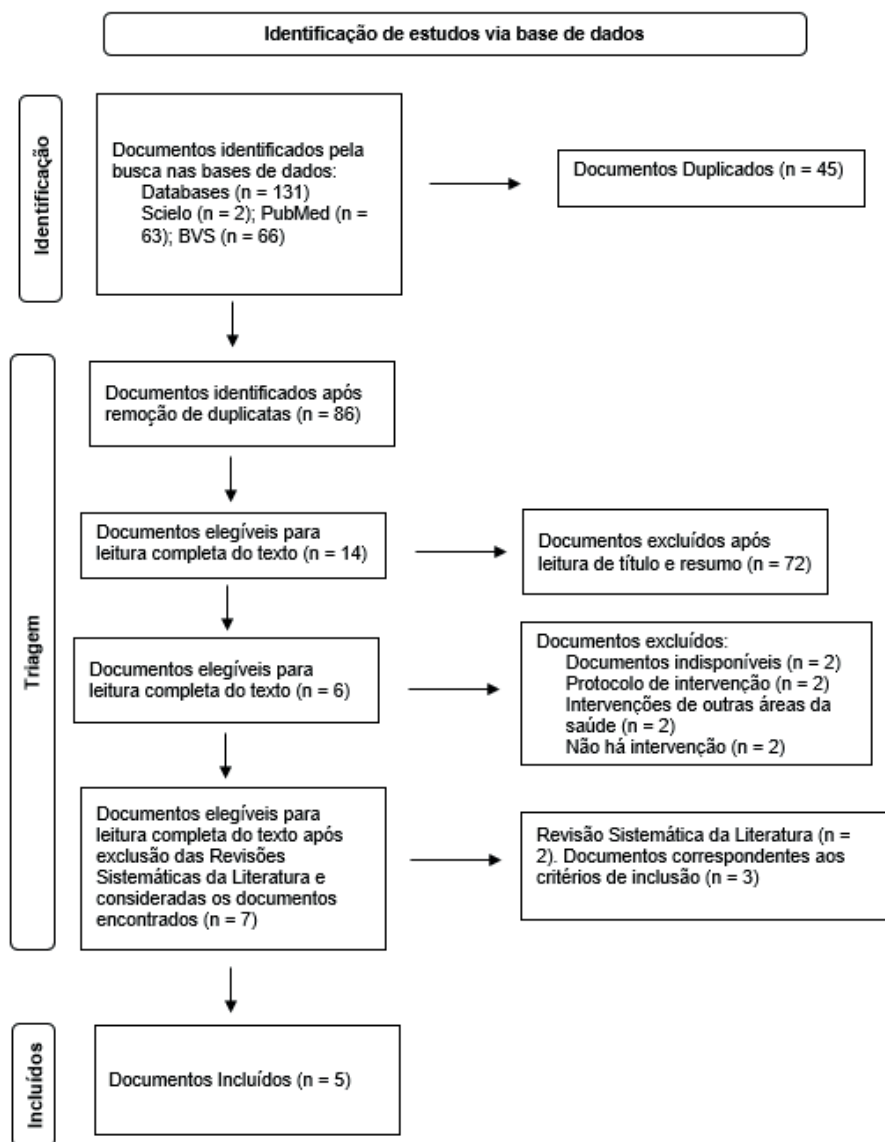 Identificação de estudos via base de dados
Identificação
Documentos identificados pela
busca nas bases de dados:
Databases (n = 131)
Scielo (n = 2); PubMed (n =
63); BVS (n = 66)
Documentos Duplicados (n = 45)
Triagem
Documentos identificados após
remoção de duplicatas (n = 86)
Documentos elegíveis para
leitura completa do texto (n = 14)
Documentos excluídos após
leitura de título e resumo (n = 72)
Documentos elegíveis para
leitura completa do texto (n = 6)
Documentos excluídos:
Documentos indisponíveis (n = 2)
Protocolo de intervenção (n = 2)
Intervenções de outras áreas da
saúde (n = 2)
Não há intervenção (n = 2)
Documentos elegíveis para
leitura completa do texto após
exclusão das Revisões
Sistemáticas da Literatura e
consideradas os documentos
encontrados (n = 7)
Revisão Sistemática da Literatura (n =
2). Documentos correspondentes aos
critérios de inclusão (n = 3)
Incluídos
Documentos Incluídos (n = 5)